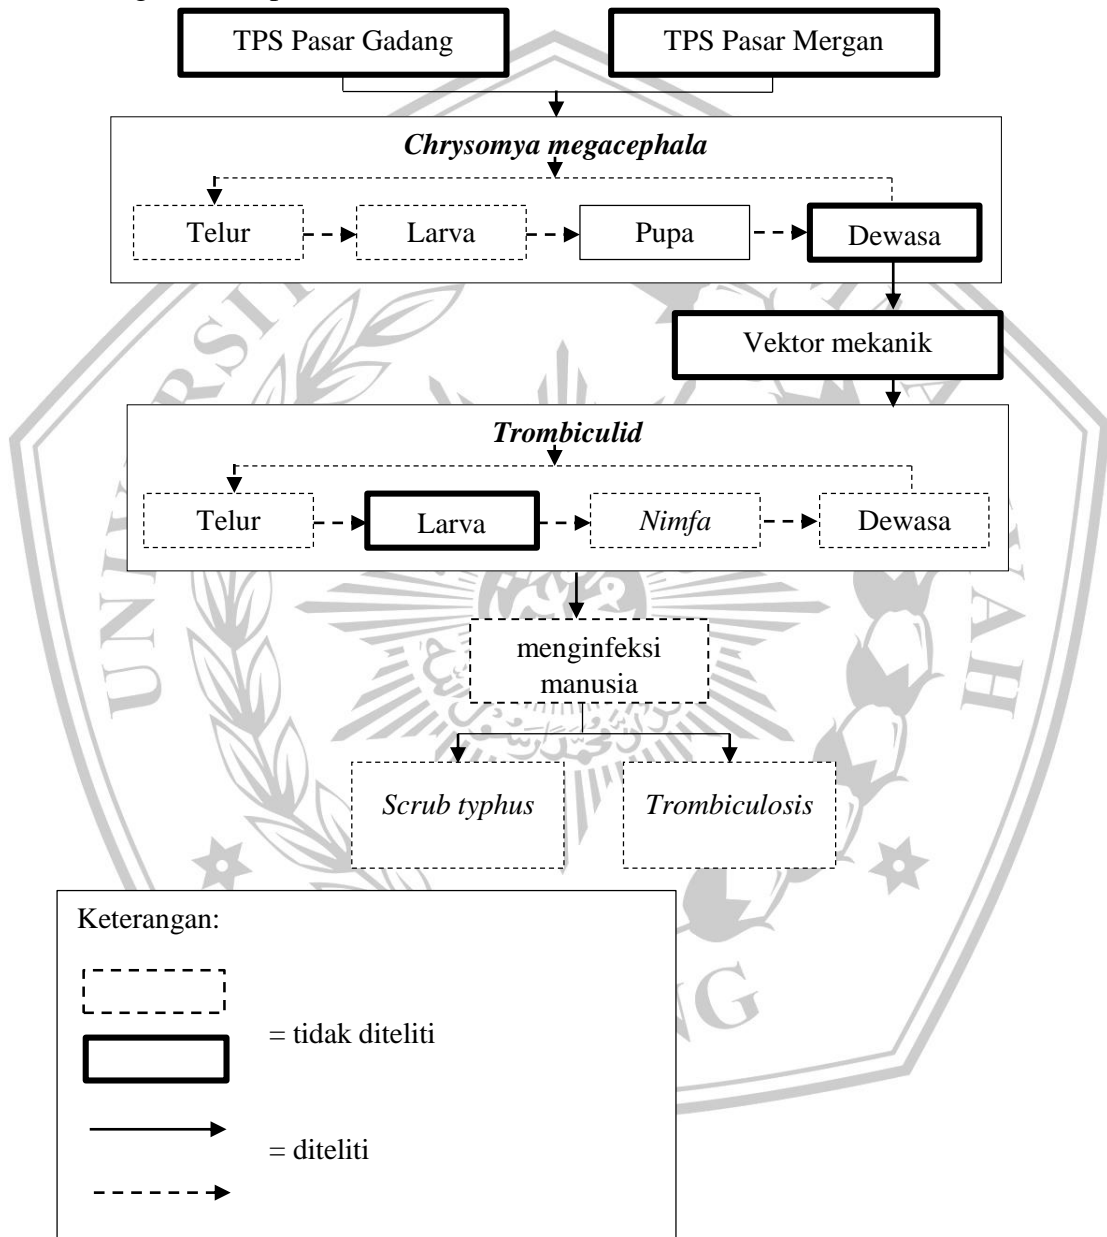 TPS Pasar Gadang
TPS Pasar Mergan
Chrysomya megacephala
Telur
Larva
Pupa
Dewasa
Vektor mekanik
Trombiculid
Telur
Larva
Nimfa
Dewasa
menginfeksi
manusia
Scrub typhus
Trombiculosis
Keterangan:
= tidak diteliti
= diteliti